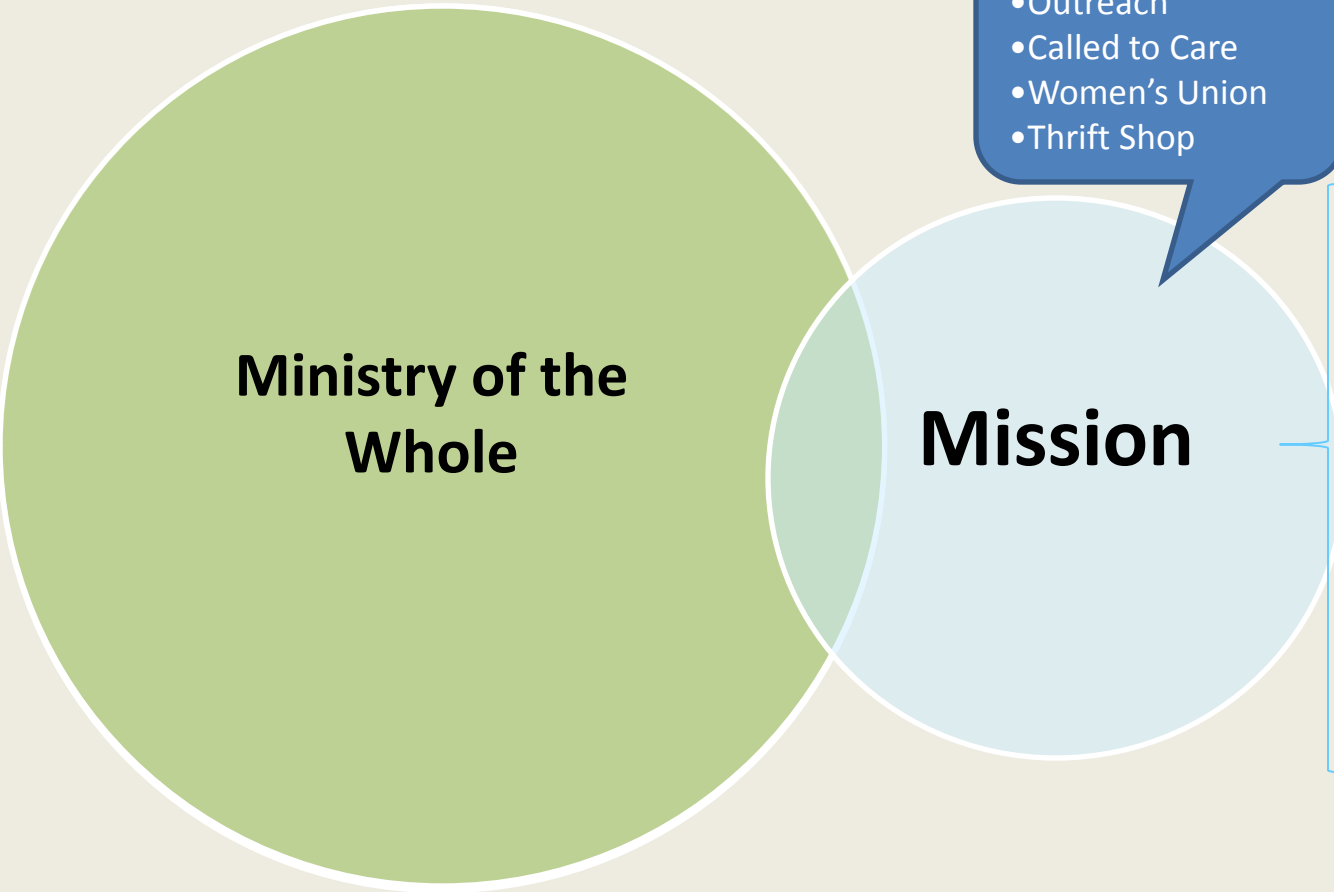 •Outreach
•Called to Care
•Women's Union
•Thrift Shop
Ministry of the
Whole
Mission